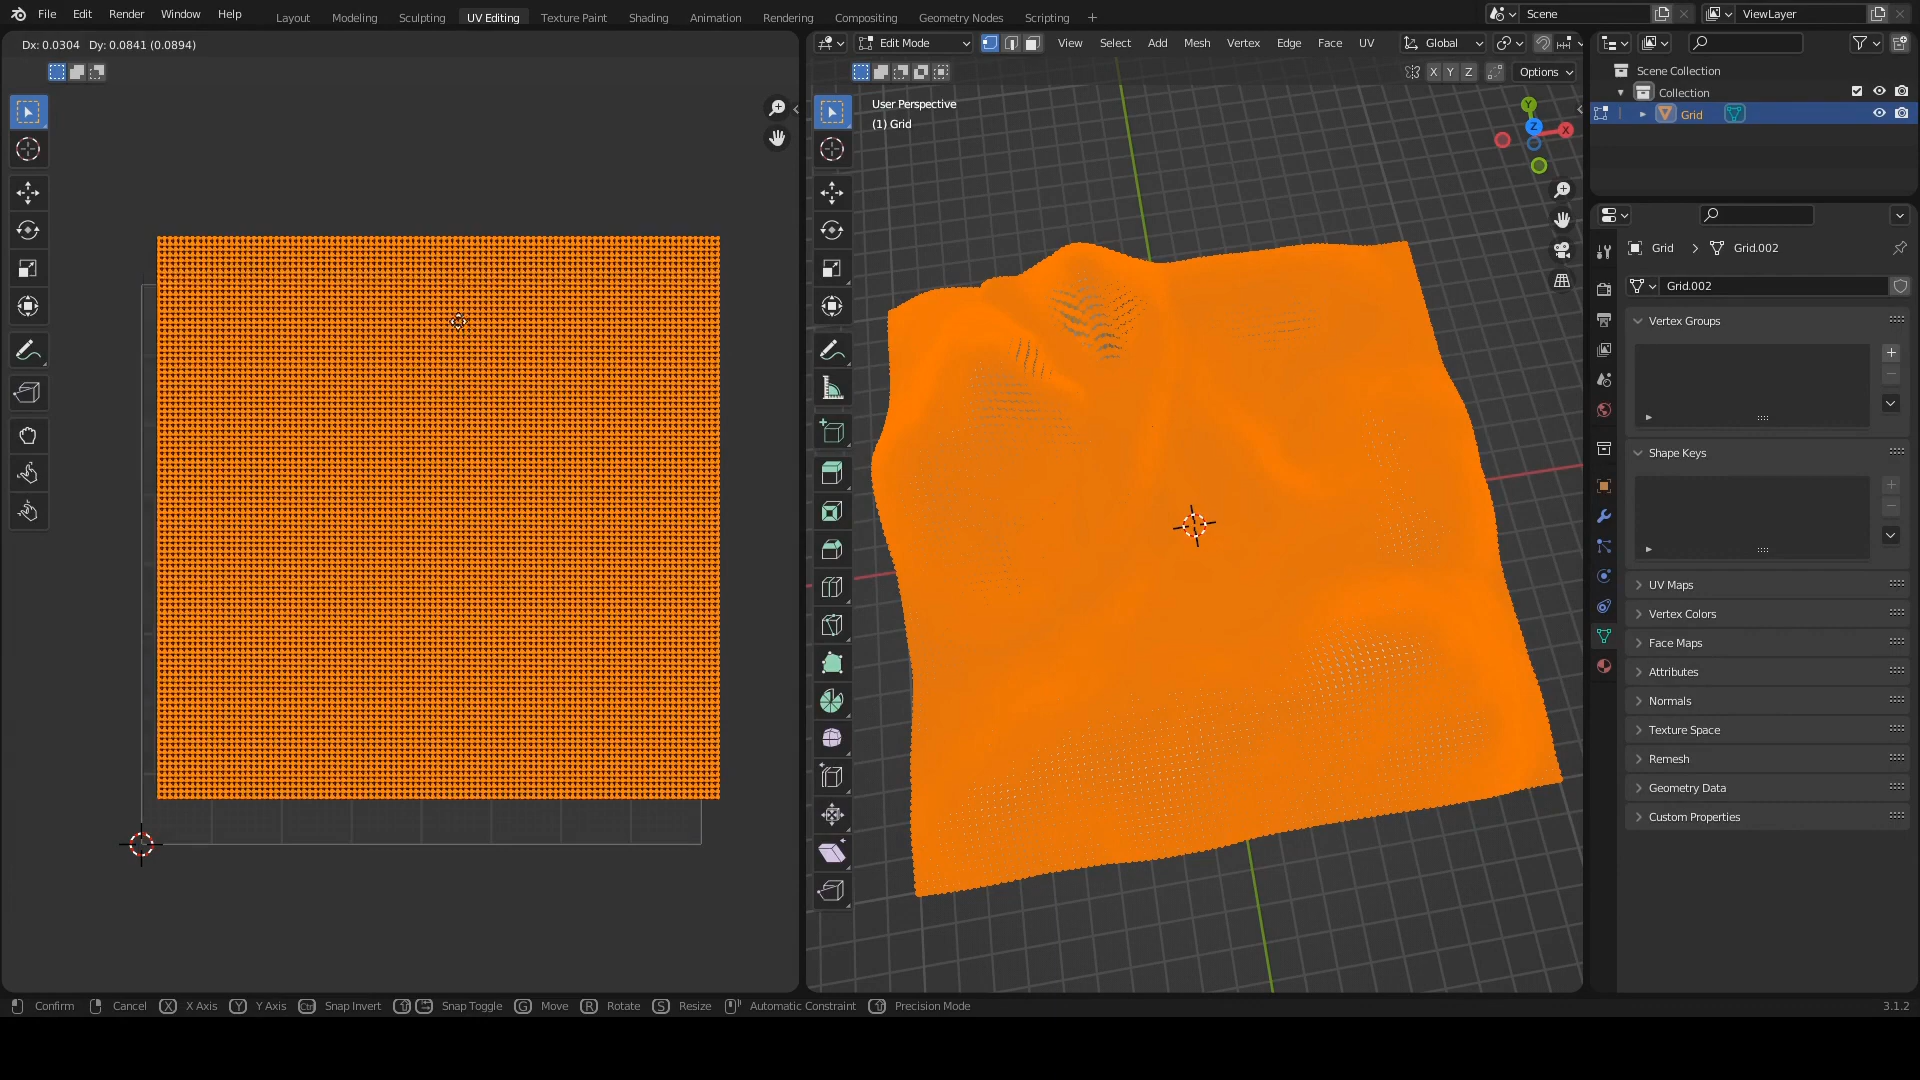 File Edit Render Window Help Layout Modeling Sculpting UV Editing Texture Paint Shading Animation Rendering Compositing Geometry Nodes Scripting + Scene ViewLayer
Dx: 0.0304 Dy: 0.0841 (0.0894)
Edit Mode View Select Add Mesh Vertex Edge Face UV Global
X Y Z Options
Scene Collection
Collection
Grid
User Perspective
(1) Grid
Y
Z
X
Grid > Grid.002
Grid.002
Vertex Groups
Shape Keys
UV Maps
Vertex Colors
Face Maps
Attributes
Normals
Texture Space
Remesh
Geometry Data
Custom Properties
Confirm Cancel X X Axis Y Y Axis Ctrl Snap Invert Snap Toggle G Move R Rotate S Resize Automatic Constraint Precision Mode 3.1.2